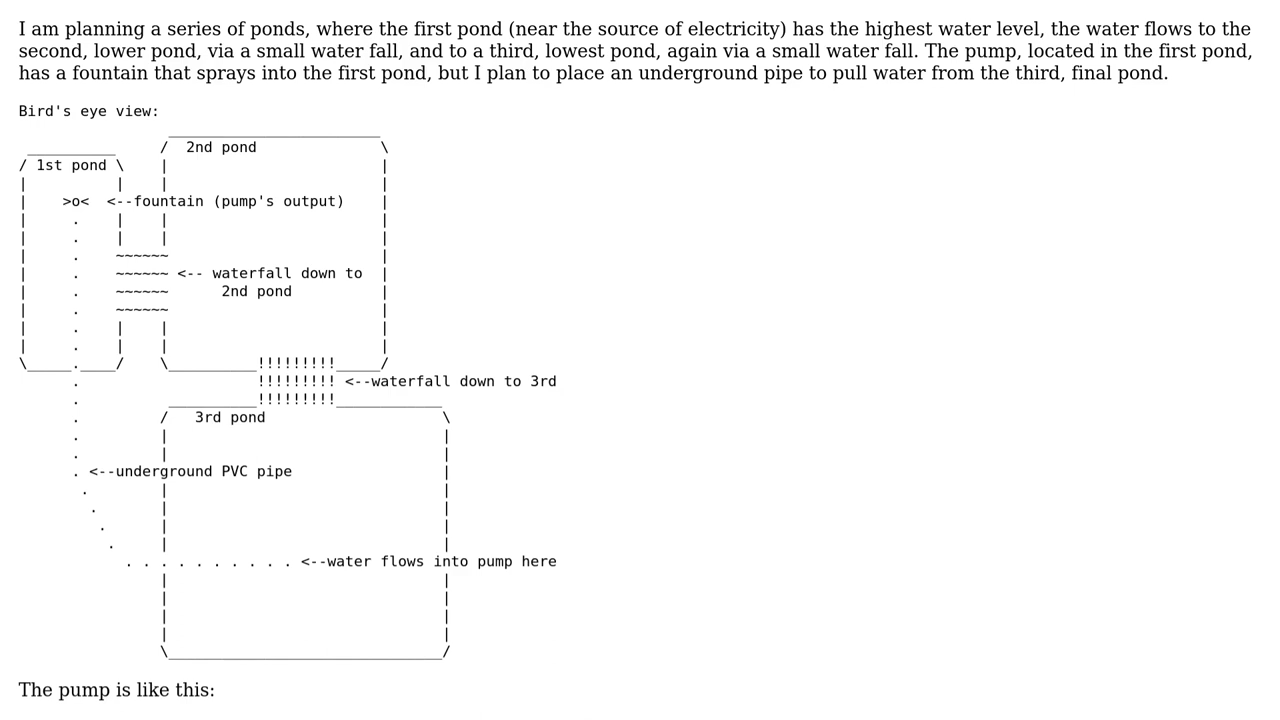 I am planning a series of ponds, where the first pond (near the source of electricity) has the highest water level, the water flows to the
second, lower pond, via a small water fall, and to a third, lowest pond, again via a small water fall. The pump, located in the first pond,
has a fountain that sprays into the first pond, but I plan to place an underground pipe to pull water from the third, final pond.
Bird's eye view:
2nd pond
1st pond
>o< <--fountain (pump's output)
~~~~~~
~~~~~~ <-- waterfall down to
~~~~~~ 2nd pond
~~~~~~
!!!!!!!!!
!!!!!!!!! <--waterfall down to 3rd
!!!!!!!!!
3rd pond
. <--underground PVC pipe
. . . . . . . . . . <--water flows into pump here
The pump is like this: